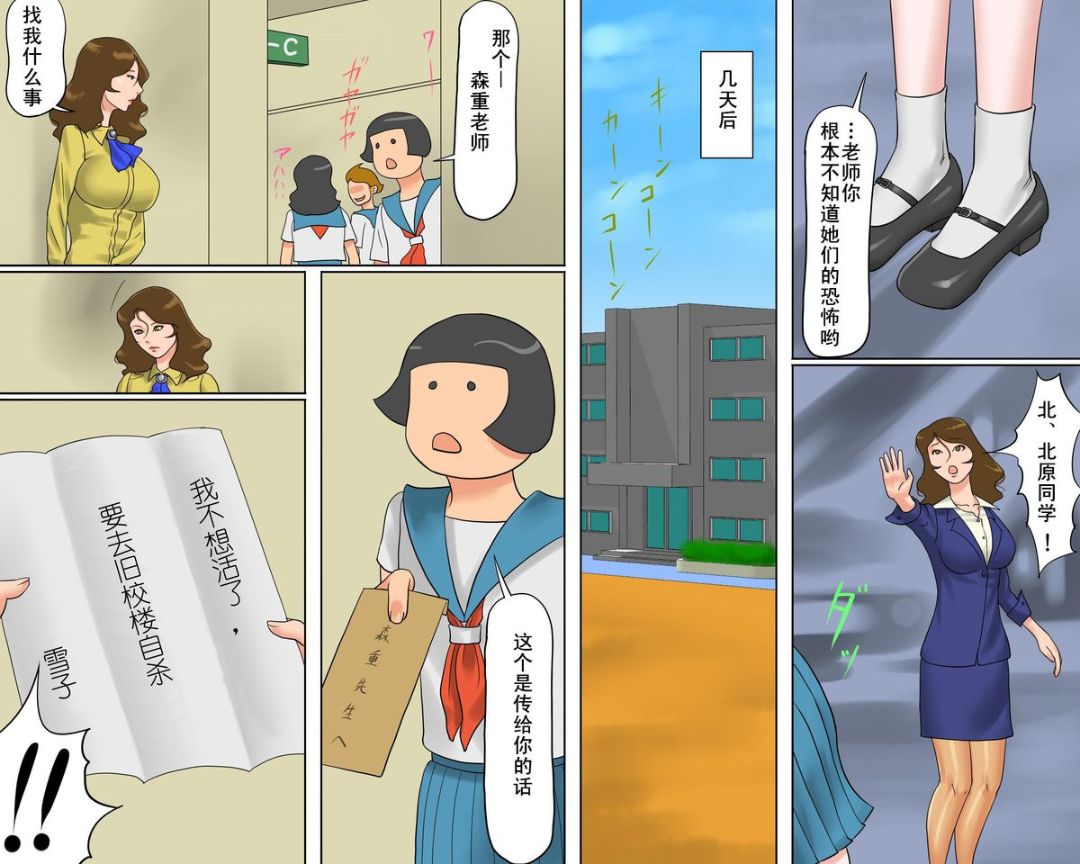 …老师你
根本不知道她们的恐怖哟
北、北原同学！
ダッ
几天后
キーンコーン
カーンコーン
那个—
森重老师
ワー
ガヤガヤ
アハハ
-C
找我什么事
这个是传给你的话
森重先生へ
我不想活了，
要去旧校楼自杀
雪子
!!